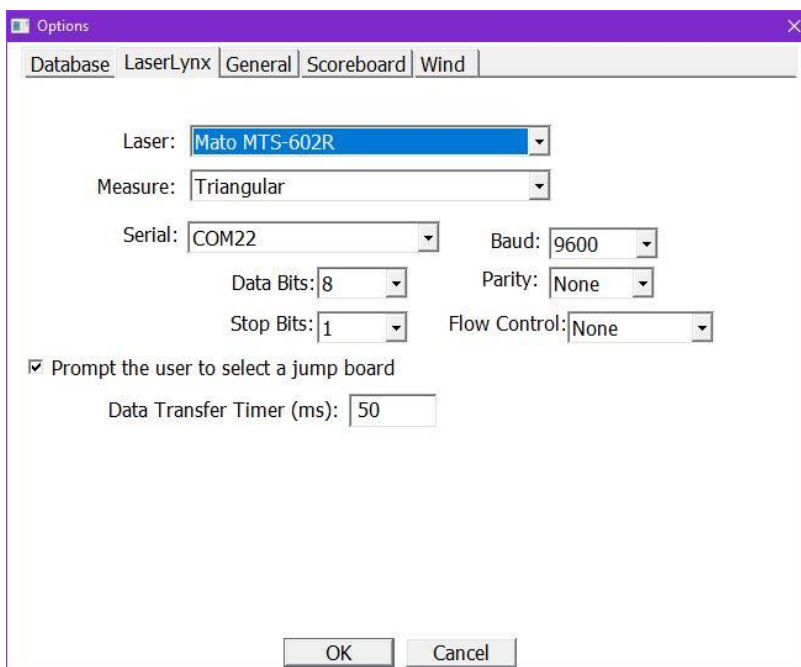 Options
Database LaserLynx General Scoreboard Wind
Laser: Mato MTS-602R
Measure: Triangular
Serial: COM22 Baud: 9600
Data Bits: 8 Parity: None
Stop Bits: 1 Flow Control: None
Prompt the user to select a jump board
Data Transfer Timer (ms): 50
OK Cancel